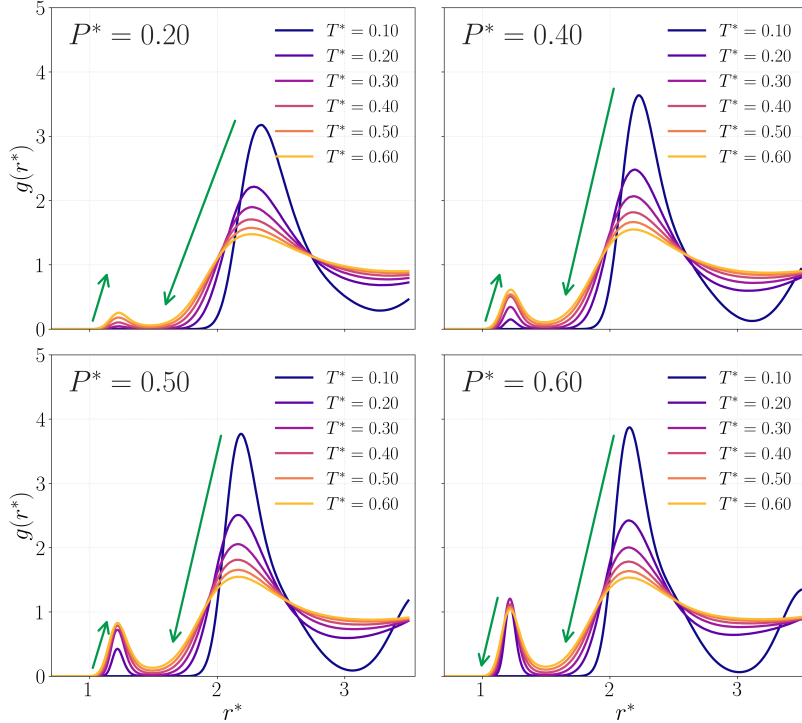 P* = 0.20
T* = 0.10
T* = 0.20
T* = 0.30
T* = 0.40
T* = 0.50
T* = 0.60
g(r*)
5
4
3
2
1
0
P* = 0.40
T* = 0.10
T* = 0.20
T* = 0.30
T* = 0.40
T* = 0.50
T* = 0.60
P* = 0.50
T* = 0.10
T* = 0.20
T* = 0.30
T* = 0.40
T* = 0.50
T* = 0.60
g(r*)
5
4
3
2
1
0
1 2 3
r*
P* = 0.60
T* = 0.10
T* = 0.20
T* = 0.30
T* = 0.40
T* = 0.50
T* = 0.60
1 2 3
r*